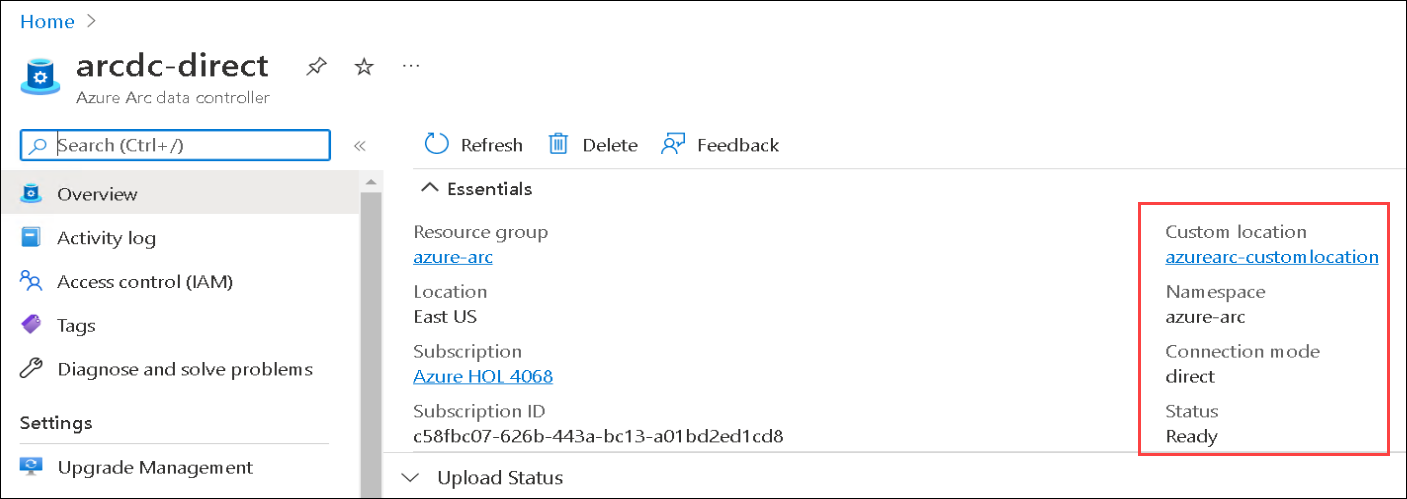 Home
arcdc-direct
Azure Arc data controller
Search (Ctrl+/)
Overview
Activity log
Access control (IAM)
Tags
Diagnose and solve problems
Settings
Upgrade Management
Refresh Delete Feedback
Essentials
Resource group
azure-arc
Location
East US
Subscription
Azure HOL 4068
Subscription ID
c58fbc07-626b-443a-bc13-a01bd2ed1cd8
Custom location
azurearc-customlocation
Namespace
azure-arc
Connection mode
direct
Status
Ready
Upload Status